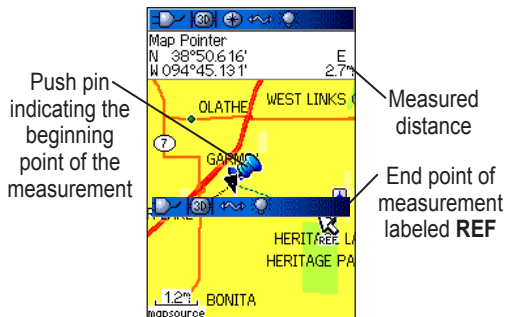 3D
Map Pointer
N 38°50.616' E
W 094°45.131' 2.7m
Push pin
indicating the
beginning
point of the
measurement
OLATHE
WEST LINKS
7
Measured
distance
3D
End point of
measurement
labeled REF
REF
HERITAGE PA
1.2m
BONITA
mapsource